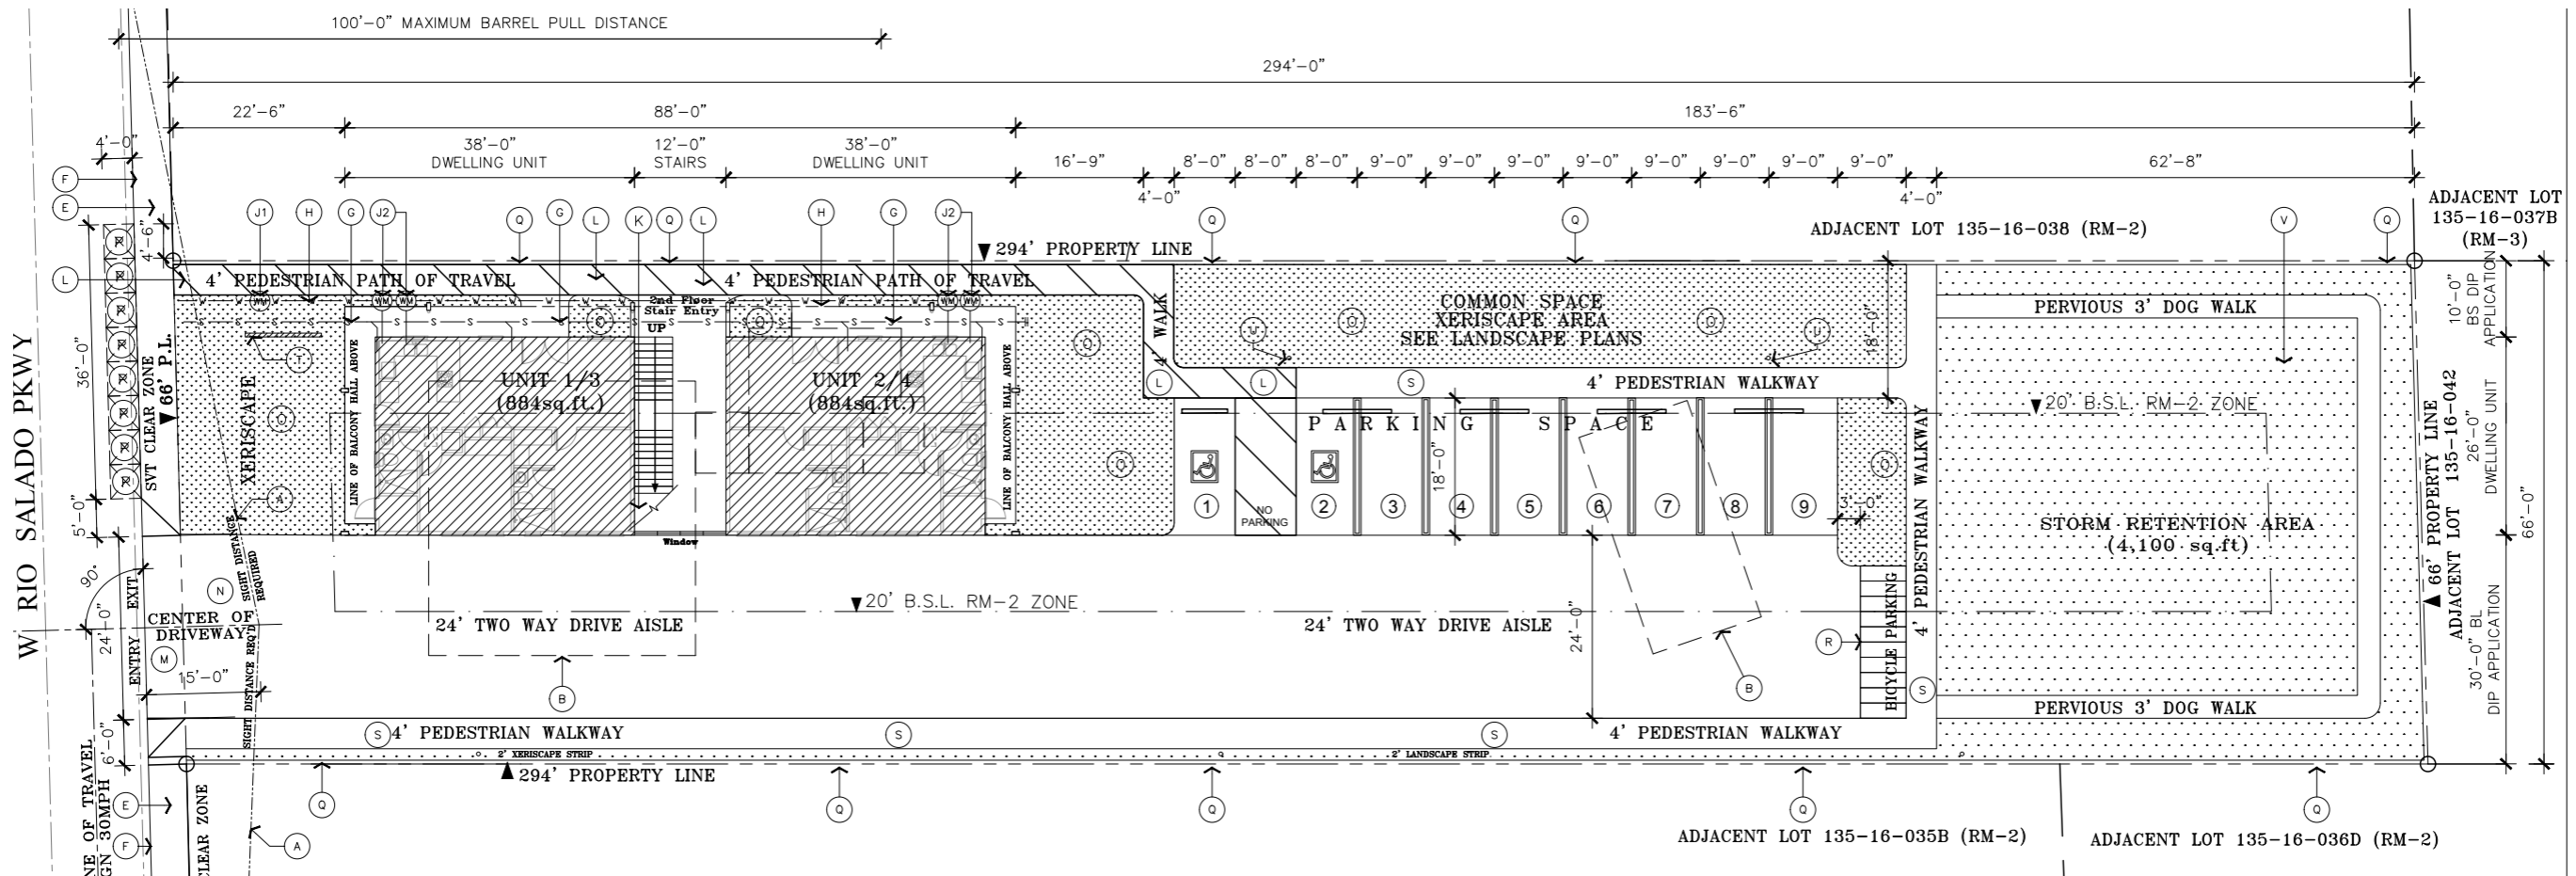 100'-0" MAXIMUM BARREL PULL DISTANCE
294'-0"
22'-6"
88'-0"
183'-6"
4'-0"
38'-0"
DWELLING UNIT
12'-0"
STAIRS
38'-0"
DWELLING UNIT
16'-9"
4'-0"
8'-0"
8'-0"
8'-0"
9'-0"
9'-0"
9'-0"
9'-0"
9'-0"
9'-0"
9'-0"
9'-0"
4'-0"
62'-8"
F
E
J1
H
G
J2
Q
G
L
K
Q
L
H
G
J2
Q
Q
V
Q
ADJACENT LOT
135-16-037B
(RM-3)
ADJACENT LOT 135-16-038 (RM-2)
294' PROPERTY LINE
4'-6"
36'-0"
L
4' PEDESTRIAN PATH OF TRAVEL
4' PEDESTRIAN PATH OF TRAVEL
WM
WM
WM
WM
WM
2nd Floor
Stair Entry
UP
4' WALK
COMMON SPACE
XERISCAPE AREA
SEE LANDSCAPE PLANS
U
O
O
U
18'-0"
PERVIOUS 3' DOG WALK
10'-0"
BS DIP
APPLICATION
W RIO SALADO PKWY
SVT CLEAR ZONE
66' P.L.
XERISCAPE
T
O
A
LINE OF BALCONY HALL ABOVE
UNIT 1/3
(884sq.ft.)
UNIT 2/4
(884sq.ft.)
LINE OF BALCONY HALL ABOVE
O
O
O
O
L
L
S
4' PEDESTRIAN WALKWAY
PARKING SPACE
18'-0"
1
NO
PARKING
2
3
4
5
6
7
8
9
O
3'-0"
4' PEDESTRIAN WALKWAY
20' B.S.L. RM-2 ZONE
STORM RETENTION AREA
(4,100 sq.ft)
66' PROPERTY LINE
ADJACENT LOT 135-16-042
26'-0"
DWELLING UNIT
66'-0"
5'-0"
Window
90°
EXIT
ENTRY
24'-0"
N
SIGHT DISTANCE
REQUIRED
CENTER OF
DRIVEWAY
M
15'-0"
SIGHT DISTANCE REQ'D
20' B.S.L. RM-2 ZONE
24' TWO WAY DRIVE AISLE
24' TWO WAY DRIVE AISLE
24'-0"
B
B
R
BICYCLE PARKING
S
30'-0" BL
DIP APPLICATION
PERVIOUS 3' DOG WALK
6'-0"
S
4' PEDESTRIAN WALKWAY
S
S
4' PEDESTRIAN WALKWAY
2' XERISCAPE STRIP
2' LANDSCAPE STRIP
294' PROPERTY LINE
E
Q
Q
Q
Q
Q
F
A
CLEAR ZONE
NE OF TRAVEL
GN 30MPH
ADJACENT LOT 135-16-035B (RM-2)
ADJACENT LOT 135-16-036D (RM-2)